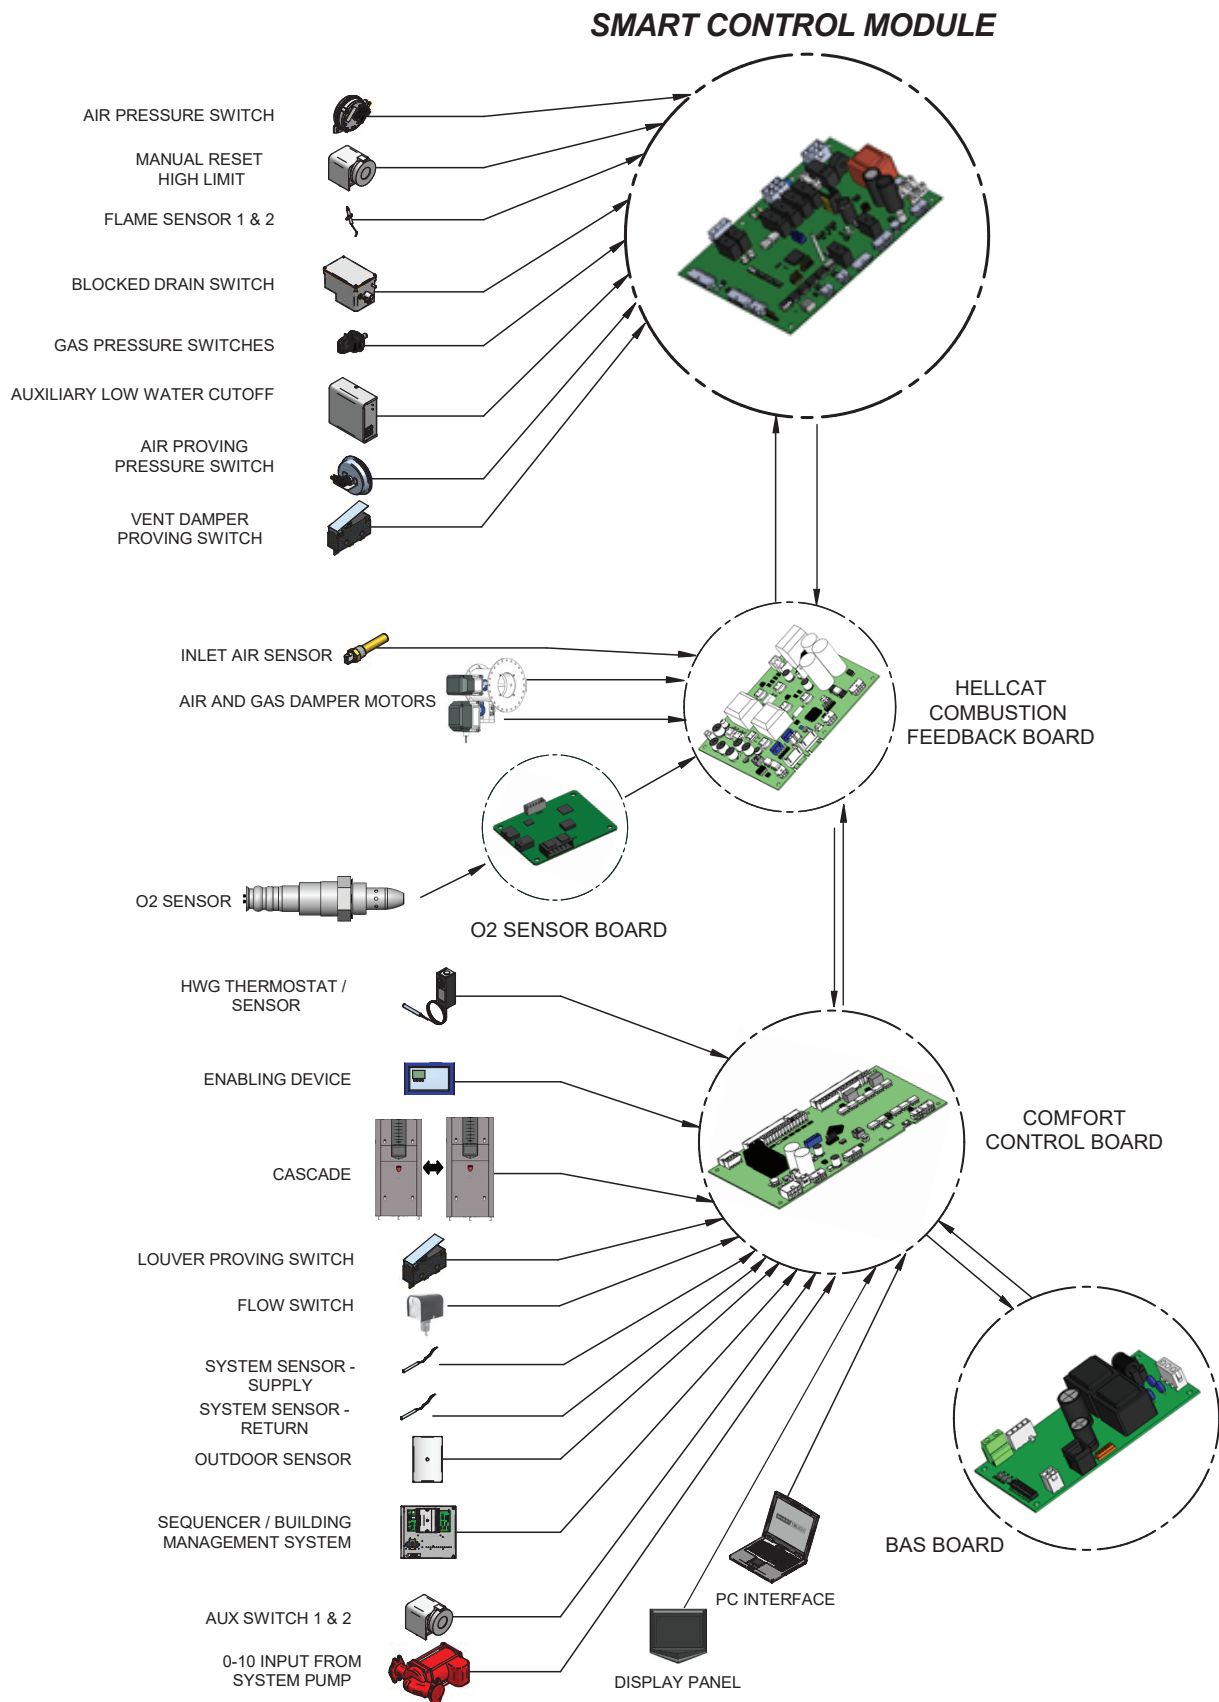 SMART CONTROL MODULE
AIR PRESSURE SWITCH
MANUAL RESET
HIGH LIMIT
FLAME SENSOR 1 & 2
BLOCKED DRAIN SWITCH
GAS PRESSURE SWITCHES
AUXILIARY LOW WATER CUTOFF
AIR PROVING
PRESSURE SWITCH
VENT DAMPER
PROVING SWITCH
INLET AIR SENSOR
AIR AND GAS DAMPER MOTORS
HELLCAT
COMBUSTION
FEEDBACK BOARD
O2 SENSOR
O2 SENSOR BOARD
HWG THERMOSTAT /
SENSOR
ENABLING DEVICE
CASCADE
COMFORT
CONTROL BOARD
LOUVER PROVING SWITCH
FLOW SWITCH
SYSTEM SENSOR -
SUPPLY
SYSTEM SENSOR -
RETURN
OUTDOOR SENSOR
SEQUENCER / BUILDING
MANAGEMENT SYSTEM
BAS BOARD
AUX SWITCH 1 & 2
PC INTERFACE
0-10 INPUT FROM
SYSTEM PUMP
DISPLAY PANEL